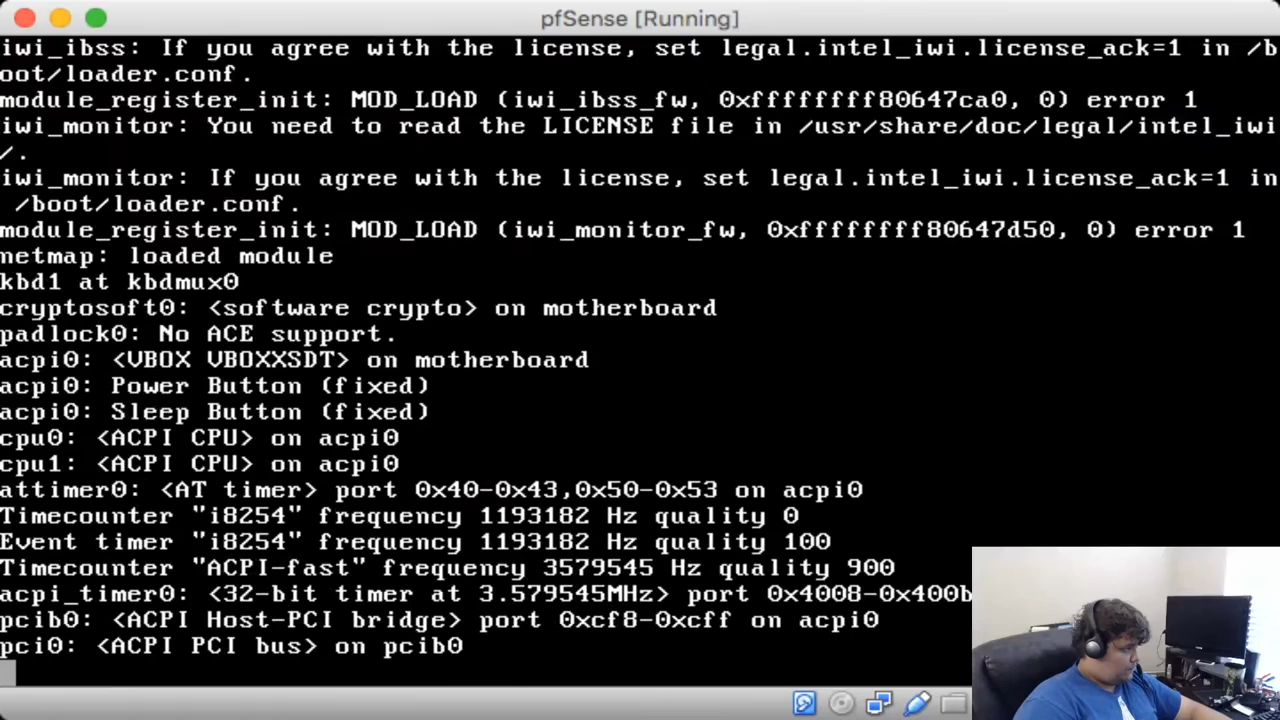 pfSense [Running]
iwi_ibss: If you agree with the license, set legal.intel_iwi.license_ack=1 in /b
oot/loader.conf.
module_register_init: MOD_LOAD (iwi_ibss_fw, 0xffffffff80647ca0, 0) error 1
iwi_monitor: You need to read the LICENSE file in /usr/share/doc/legal/intel_iwi
/.
iwi_monitor: If you agree with the license, set legal.intel_iwi.license_ack=1 in
/boot/loader.conf.
module_register_init: MOD_LOAD (iwi_monitor_fw, 0xffffffff80647d50, 0) error 1
netmap: loaded module
kbd1 at kbdmux0
cryptosoft0: <software crypto> on motherboard
padlock0: No ACE support.
acpi0: <VBOX VBOXXSDT> on motherboard
acpi0: Power Button (fixed)
acpi0: Sleep Button (fixed)
cpu0: <ACPI CPU> on acpi0
cpu1: <ACPI CPU> on acpi0
attimer0: <AT timer> port 0x40-0x43,0x50-0x53 on acpi0
Timecounter "i8254" frequency 1193182 Hz quality 0
Event timer "i8254" frequency 1193182 Hz quality 100
Timecounter "ACPI-fast" frequency 3579545 Hz quality 900
acpi_timer0: <32-bit timer at 3.579545MHz> port 0x4008-0x400b
pcib0: <ACPI Host-PCI bridge> port 0xcf8-0xcff on acpi0
pci0: <ACPI PCI bus> on pcib0